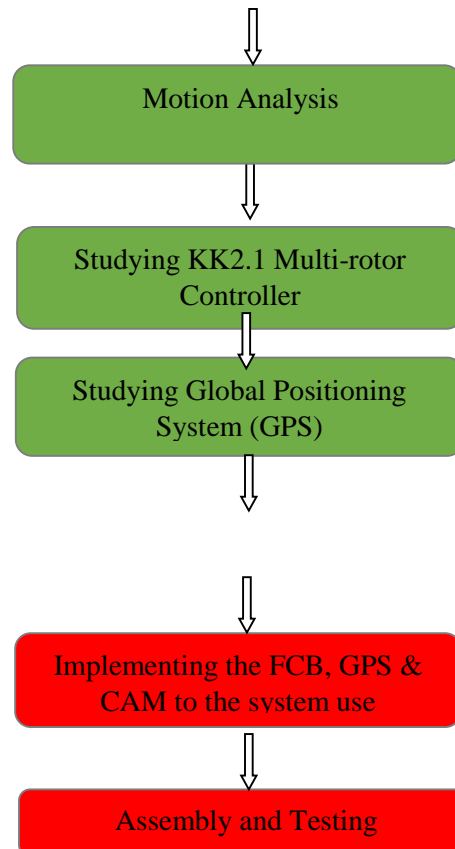 Motion Analysis
Studying KK2.1 Multi-rotor
Controller
Studying Global Positioning
System (GPS)
Implementing the FCB, GPS &
CAM to the system use
Assembly and Testing